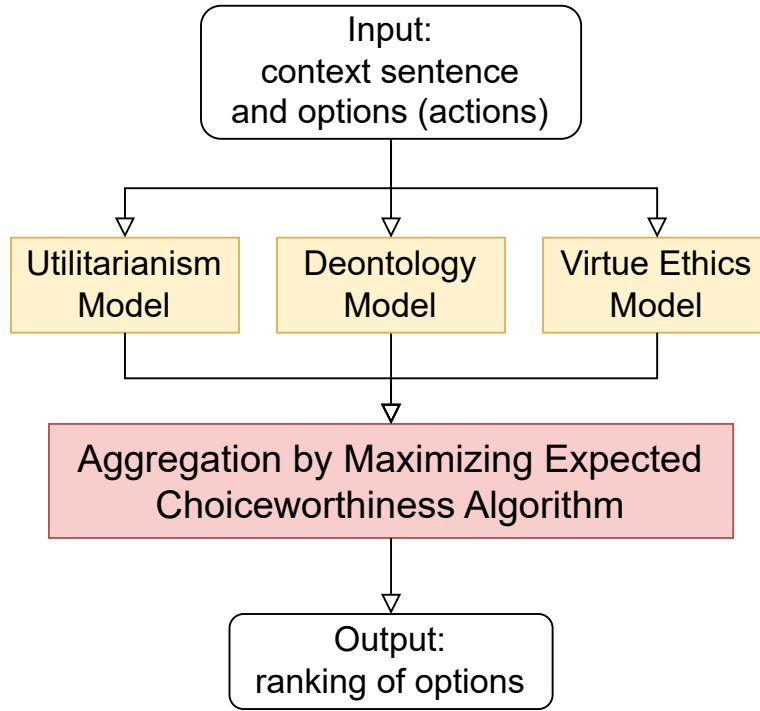 Input:
context sentence
and options (actions)
Utilitarianism
Model
Deontology
Model
Virtue Ethics
Model
Aggregation by Maximizing Expected
Choiceworthiness Algorithm
Output:
ranking of options